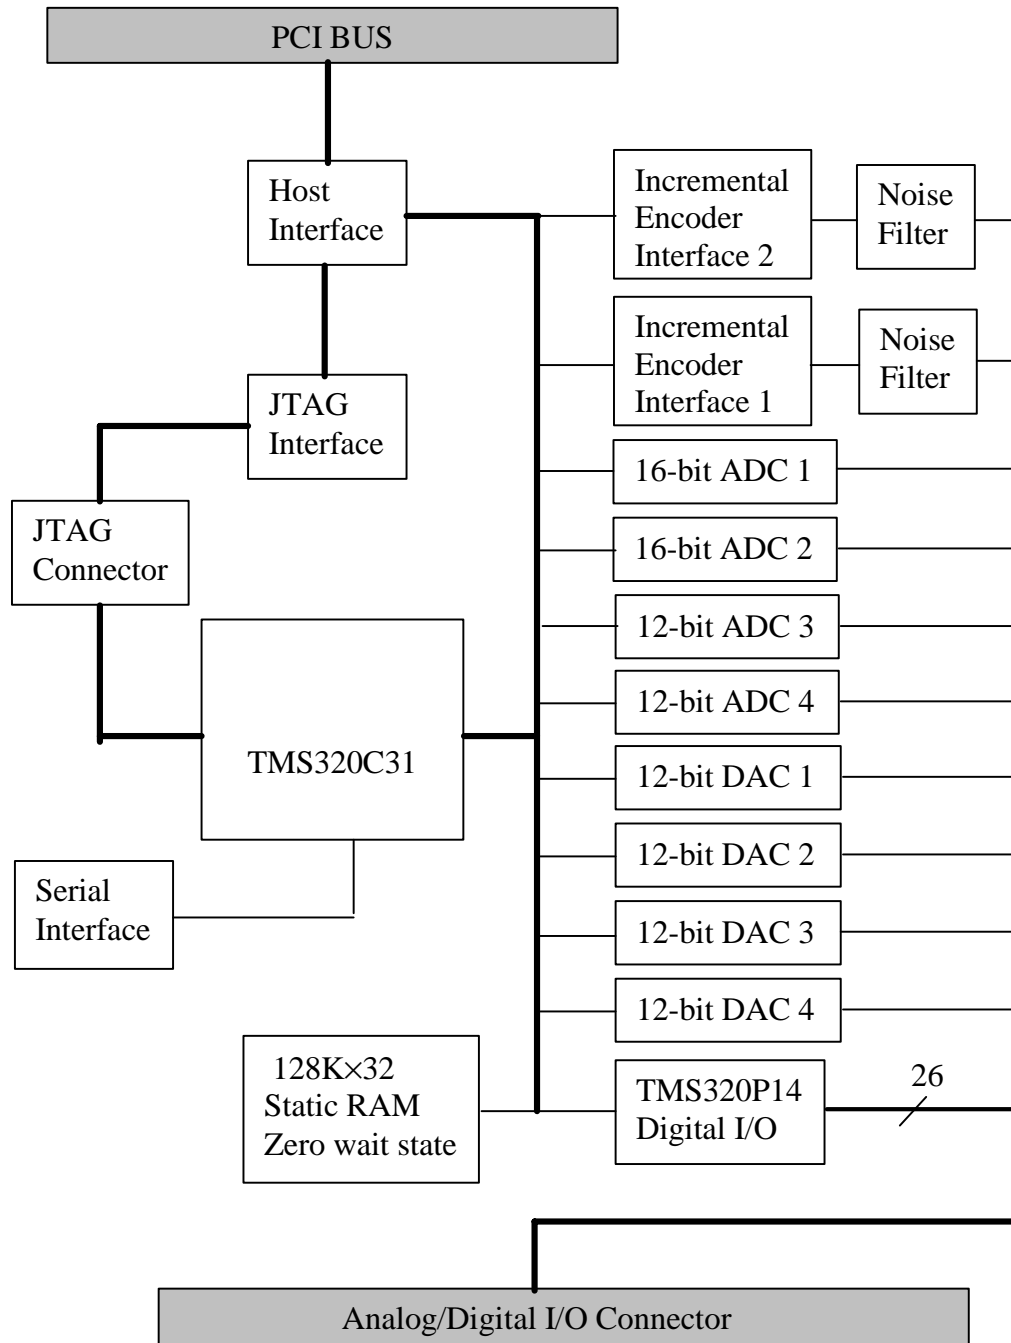 PCI BUS
Host
Interface
Incremental
Encoder
Interface 2
Noise
Filter
Incremental
Encoder
Interface 1
Noise
Filter
JTAG
Interface
16-bit ADC 1
JTAG
Connector
16-bit ADC 2
12-bit ADC 3
12-bit ADC 4
TMS320C31
12-bit DAC 1
12-bit DAC 2
Serial
Interface
12-bit DAC 3
12-bit DAC 4
128K×32
Static RAM
Zero wait state
TMS320P14
Digital I/O
26
Analog/Digital I/O Connector